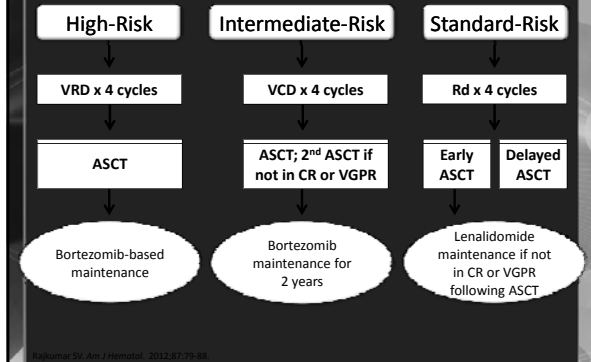 High-Risk
Intermediate-Risk
Standard-Risk
VRD x 4 cycles
VCD x 4 cycles
Rd x 4 cycles
ASCT
ASCT; 2nd ASCT if
not in CR or VGPR
Early
ASCT
Delayed
ASCT
Bortezomib-based
maintenance
Bortezomib
maintenance for
2 years
Lenalidomide
maintenance if not
in CR or VGPR
following ASCT
Rajkumar SV. Am J Hematol. 2012;87:79-88.